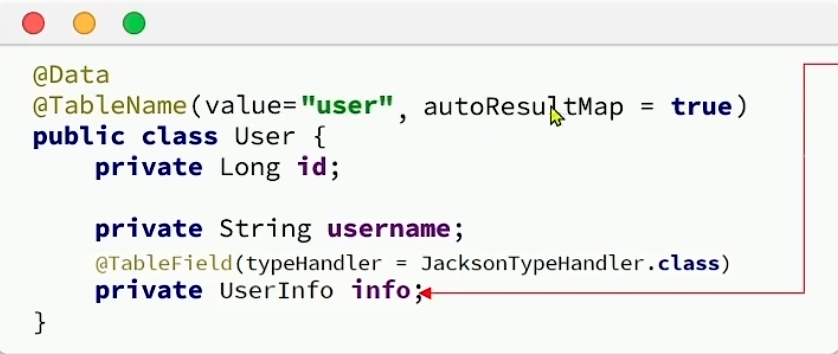 @Data
@TableName(value="user", autoResultMap = true)
public class User {
    private Long id;
    private String username;
    @TableField(typeHandler = JacksonTypeHandler.class)
    private UserInfo info;
}